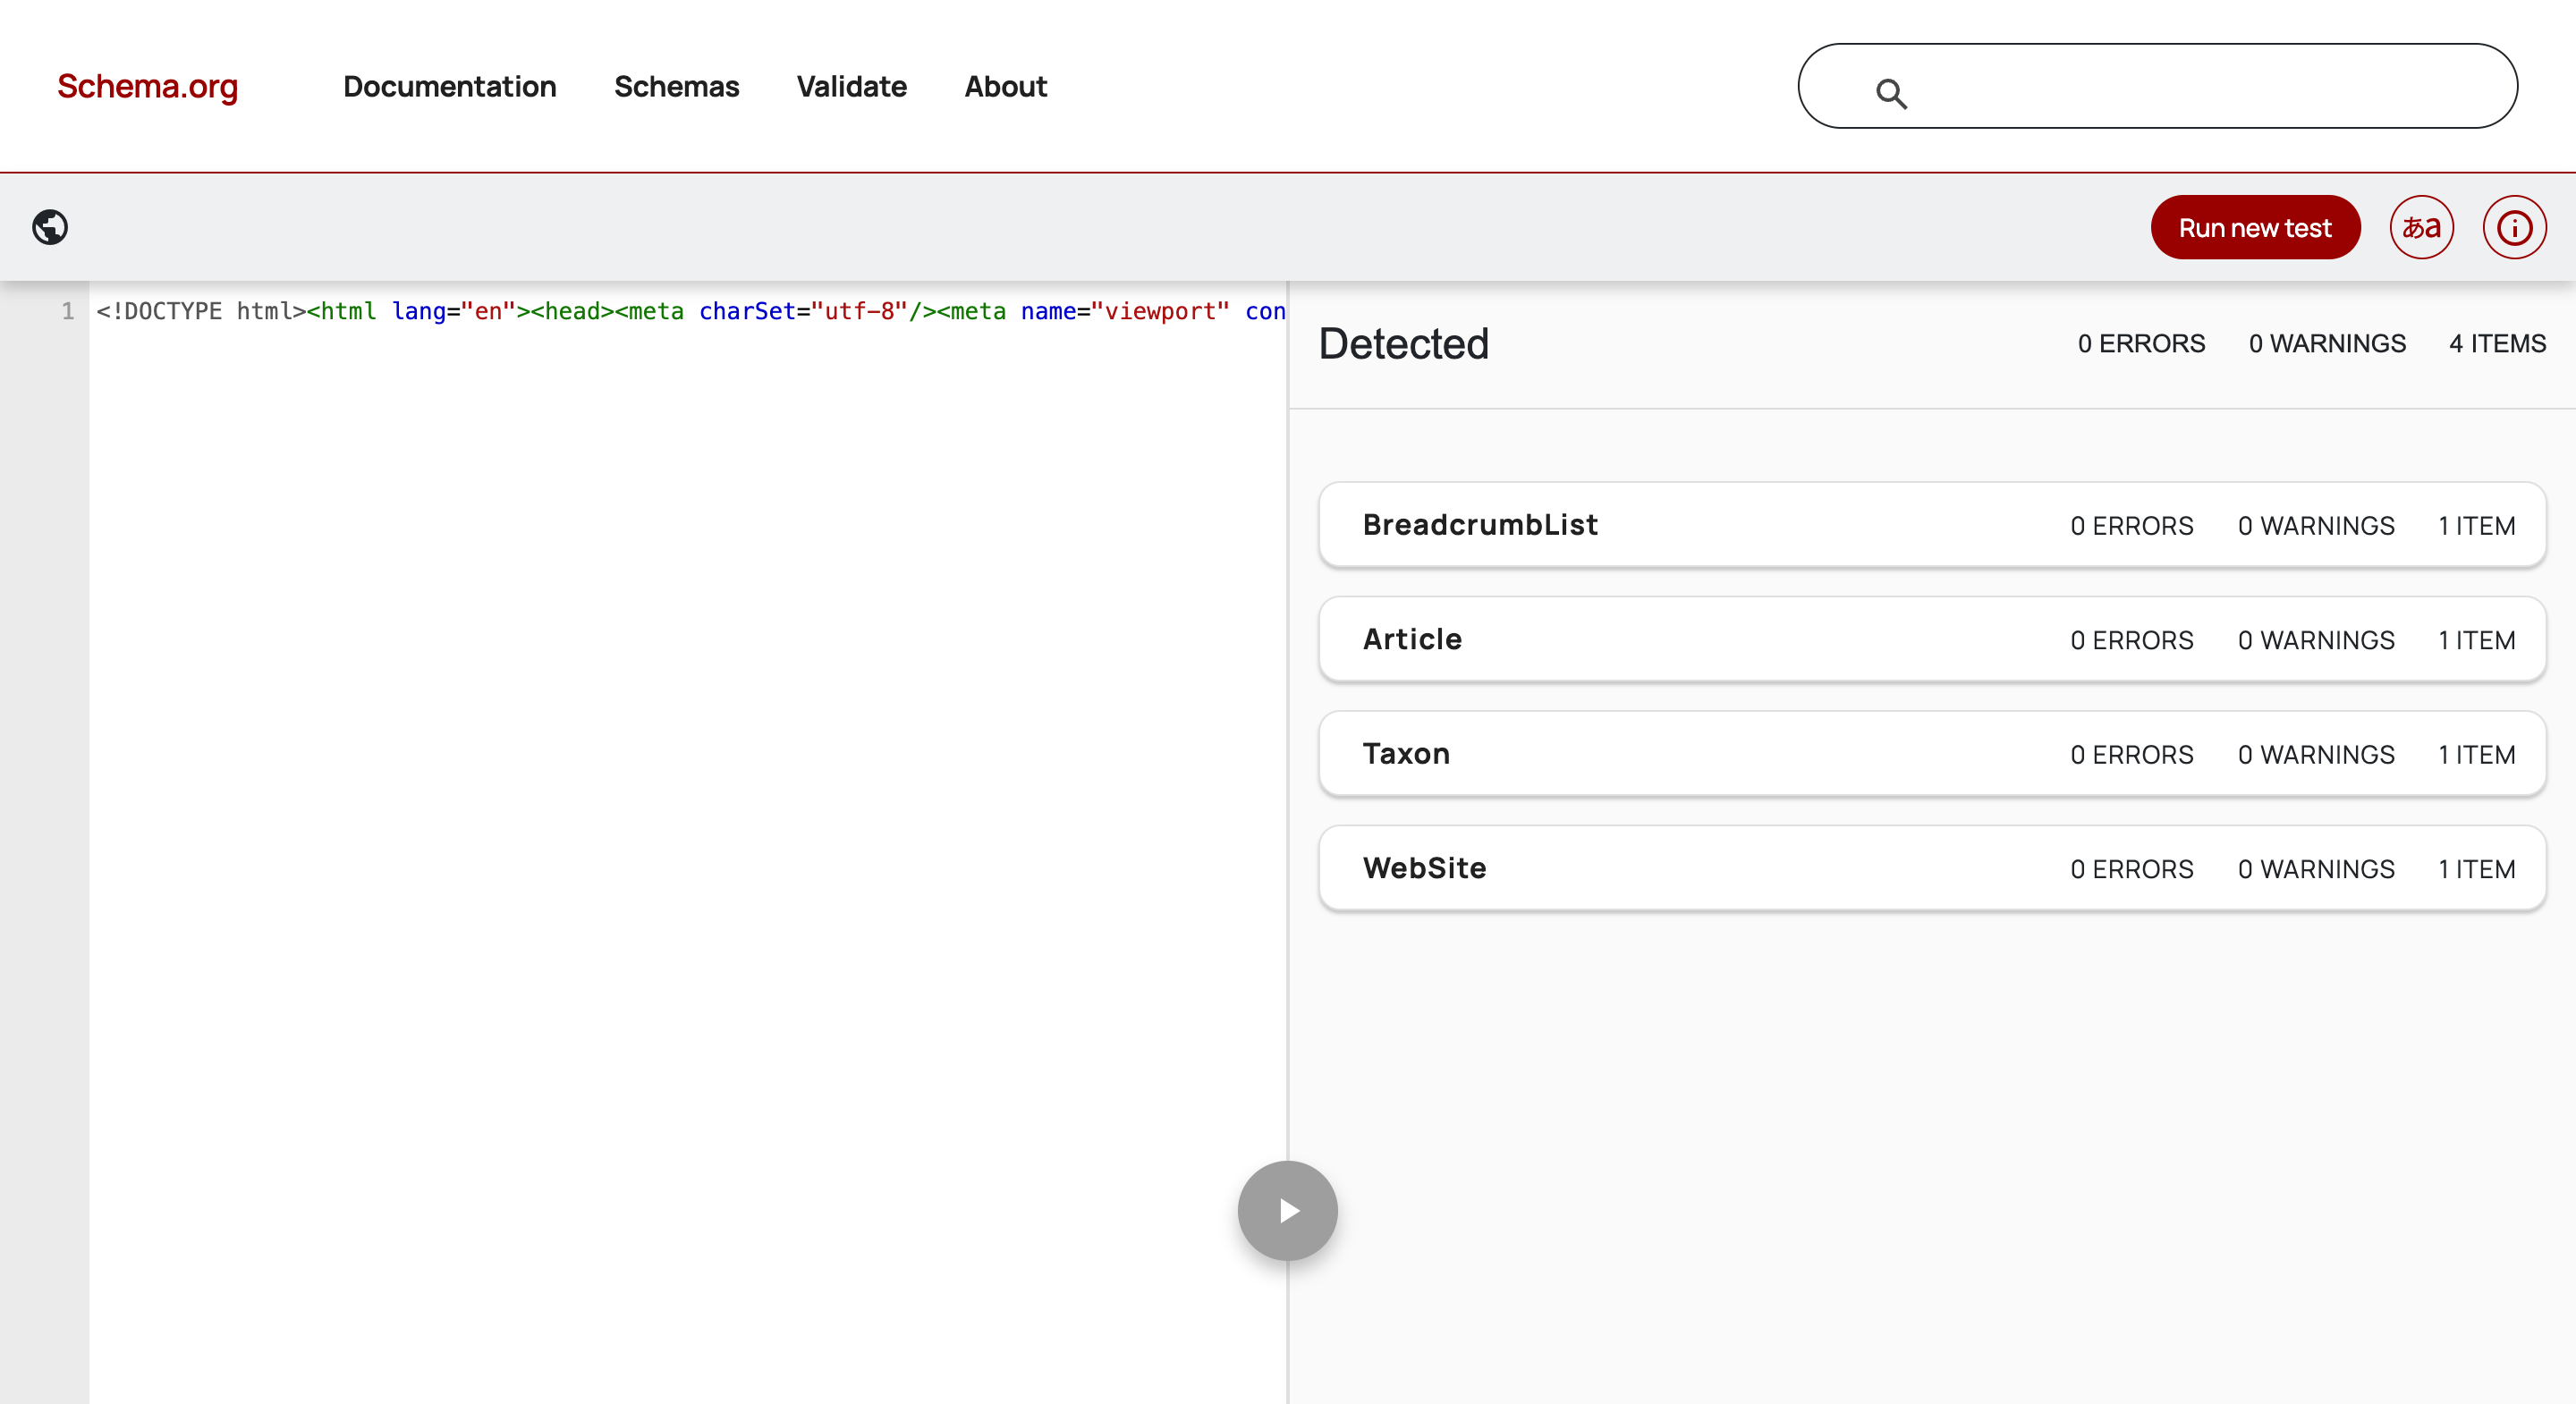 Schema.org Documentation Schemas Validate About
Run new test あa
1 <!DOCTYPE html><html lang="en"><head><meta charSet="utf-8"/><meta name="viewport" con
Detected 0 ERRORS 0 WARNINGS 4 ITEMS
BreadcrumbList 0 ERRORS 0 WARNINGS 1 ITEM
Article 0 ERRORS 0 WARNINGS 1 ITEM
Taxon 0 ERRORS 0 WARNINGS 1 ITEM
WebSite 0 ERRORS 0 WARNINGS 1 ITEM